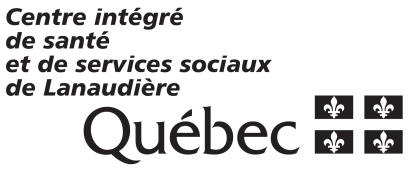 Centre intégré
de santé
et de services sociaux
de Lanaudière
Québec